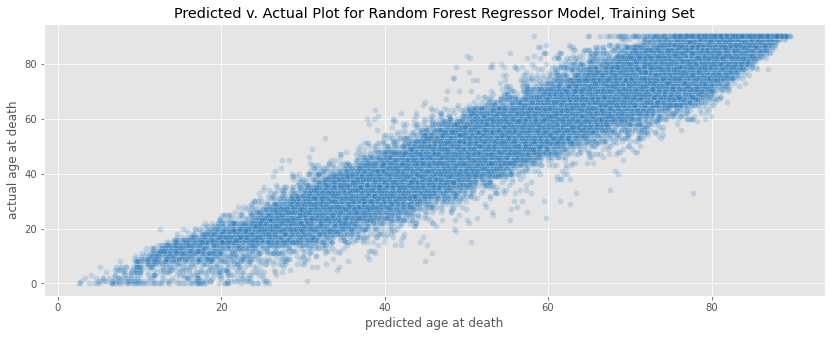 Predicted v. Actual Plot for Random Forest Regressor Model, Training Set
actual age at death
80
60
40
20
0
0 20 40 60 80
predicted age at death